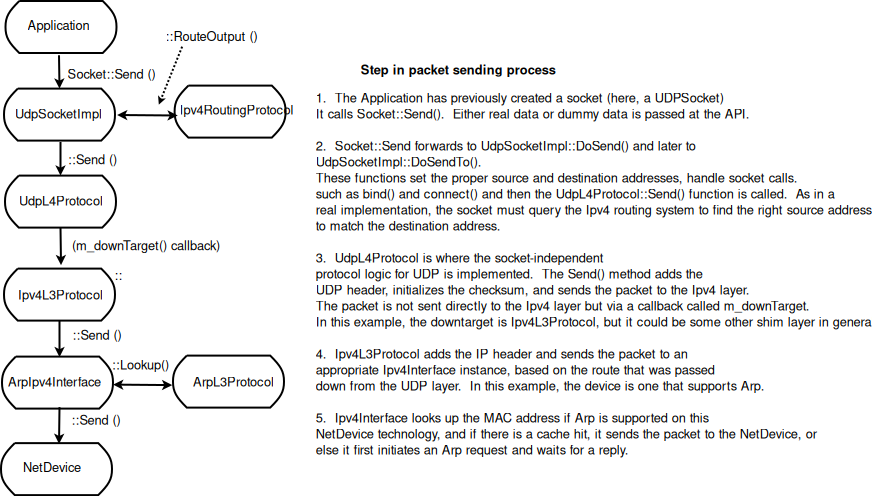 Application
::RouteOutput ()
Socket::Send ()
UdpSocketImpl
Ipv4RoutingProtocol
::Send ()
UdpL4Protocol
(m_downTarget() callback)
::
Ipv4L3Protocol
::Send ()
::Lookup()
ArpIpv4Interface
ArpL3Protocol
::Send ()
NetDevice
Step in packet sending process
1. The Application has previously created a socket (here, a UDPSocket)
It calls Socket::Send(). Either real data or dummy data is passed at the API.
2. Socket::Send forwards to UdpSocketImpl::DoSend() and later to
UdpSocketImpl::DoSendTo().
These functions set the proper source and destination addresses, handle socket calls.
such as bind() and connect() and then the UdpL4Protocol::Send() function is called. As in a
real implementation, the socket must query the Ipv4 routing system to find the right source address
to match the destination address.
3. UdpL4Protocol is where the socket-independent
protocol logic for UDP is implemented. The Send() method adds the
UDP header, initializes the checksum, and sends the packet to the Ipv4 layer.
The packet is not sent directly to the Ipv4 layer but via a callback called m_downTarget.
In this example, the downtarget is Ipv4L3Protocol, but it could be some other shim layer in genera
4. Ipv4L3Protocol adds the IP header and sends the packet to an
appropriate Ipv4Interface instance, based on the route that was passed
down from the UDP layer. In this example, the device is one that supports Arp.
5. Ipv4Interface looks up the MAC address if Arp is supported on this
NetDevice technology, and if there is a cache hit, it sends the packet to the NetDevice, or
else it first initiates an Arp request and waits for a reply.